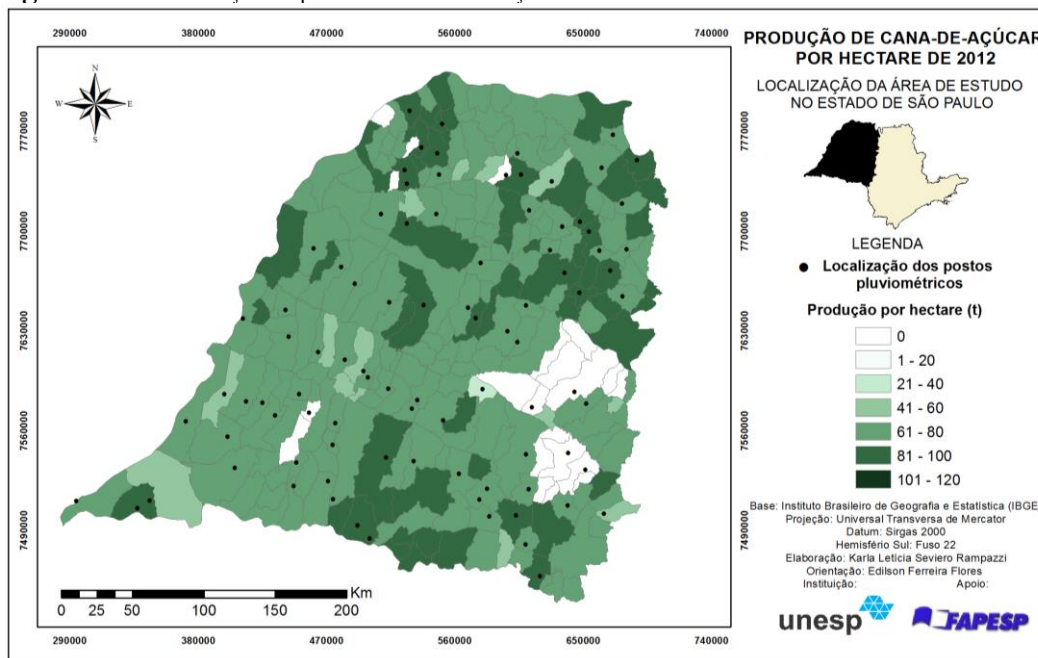 290000 380000 470000 560000 650000 740000
PRODUÇÃO DE CANA-DE-AÇÚCAR
POR HECTARE DE 2012
LOCALIZAÇÃO DA ÁREA DE ESTUDO
NO ESTADO DE SÃO PAULO
N
W E
S
7770000 7770000
7700000 7700000
7630000 7630000
7560000 7560000
7490000 7490000
LEGENDA
Localização dos postos
pluviométricos
Produção por hectare (t)
0
1 - 20
21 - 40
41 - 60
61 - 80
81 - 100
101 - 120
Base: Instituto Brasileiro de Geografia e Estatística (IBGE
Projeção: Universal Transversa de Mercator
Datum: Sirgas 2000
Hemisfério Sul: Fuso 22
Elaboração: Karla Leticia Seviero Rampazzi
Orientação: Edilson Ferreira Flores
Instituição: Apoio:
unesp FAPESP
Km
0 25 50 100 150 200
290000 380000 470000 560000 650000 740000